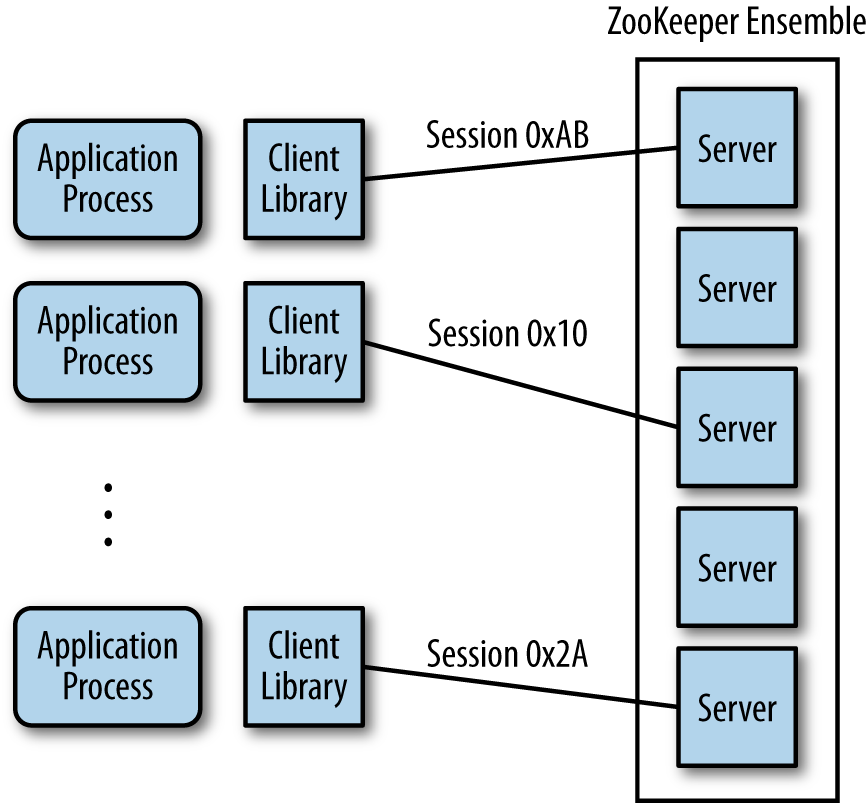 ZooKeeper Ensemble
Application
Process
Client
Library
Session 0xAB
Server
Server
Application
Process
Client
Library
Session 0x10
Server
Server
Application
Process
Client
Library
Session 0x2A
Server